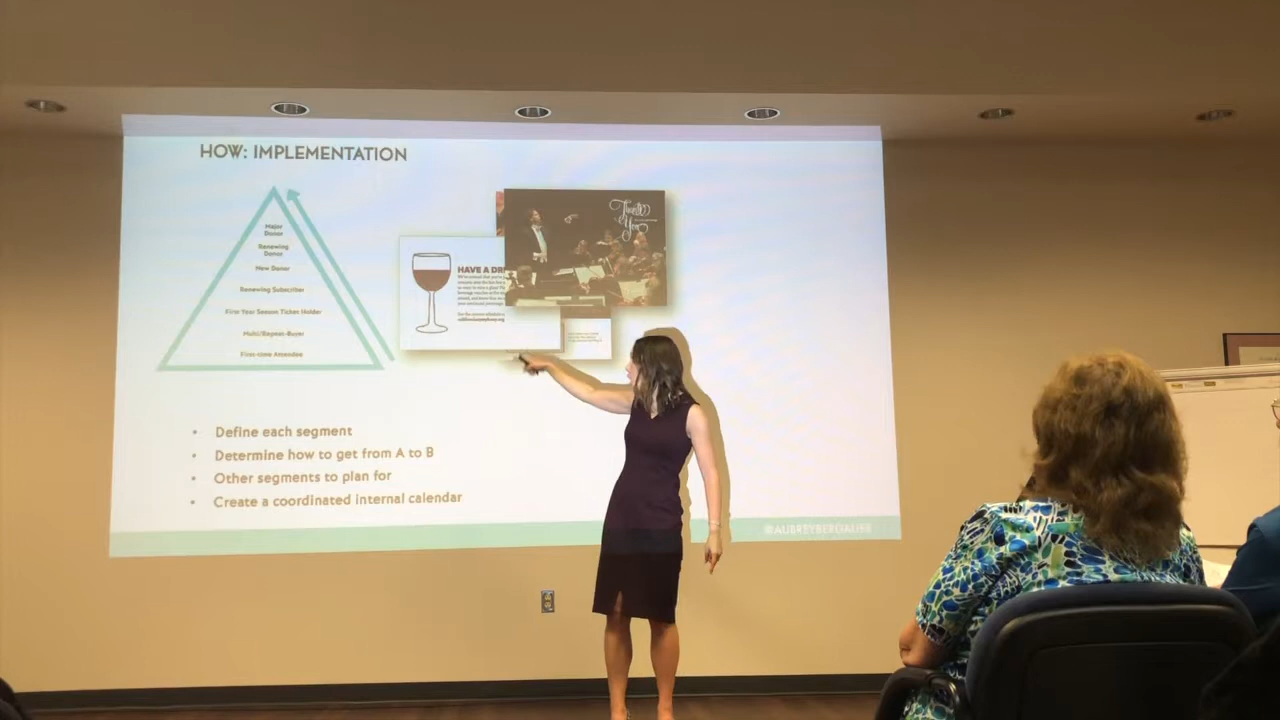 HOW: IMPLEMENTATION
Major
Donor
Renewing
Donor
New Donor
Renewing Subscriber
First Year Season Ticket Holder
Multi/Repeat-Buyer
First-time Attendee
Thank
You
HAVE A DR
Define each segment
Determine how to get from A to B
Other segments to plan for
Create a coordinated internal calendar
@AUBREYBERGAUER